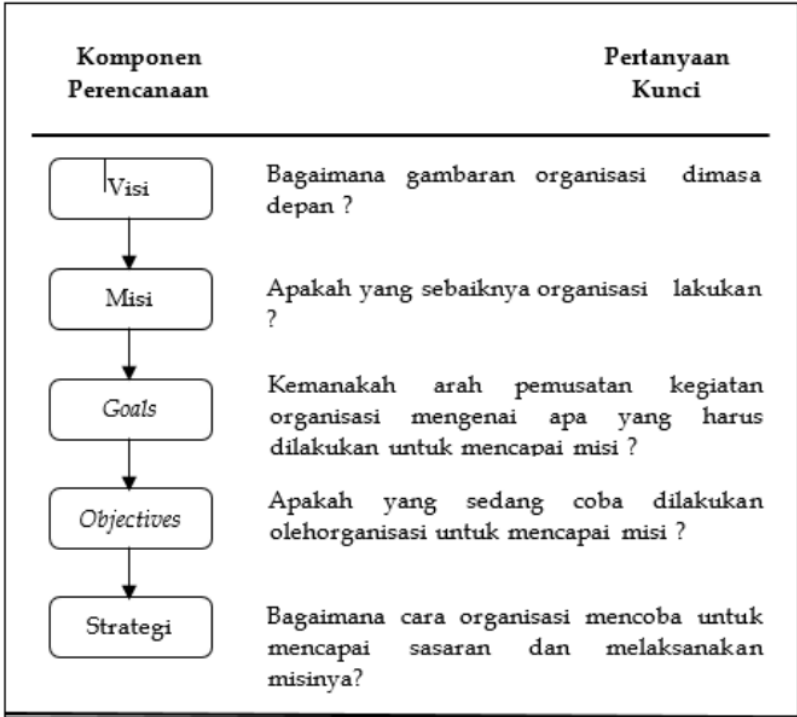 Komponen
Perencanaan
Pertanyaan
Kunci
Visi
Bagaimana gambaran organisasi dimasa
depan ?
Misi
Apakah yang sebaiknya organisasi lakukan
?
Goals
Kemanakah arah pemusatan kegiatan
organisasi mengenai apa yang harus
dilakukan untuk mencapai misi ?
Objectives
Apakah yang sedang coba dilakukan
olehorganisasi untuk mencapai misi ?
Strategi
Bagaimana cara organisasi mencoba untuk
mencapai sasaran dan melaksanakan
misinya?